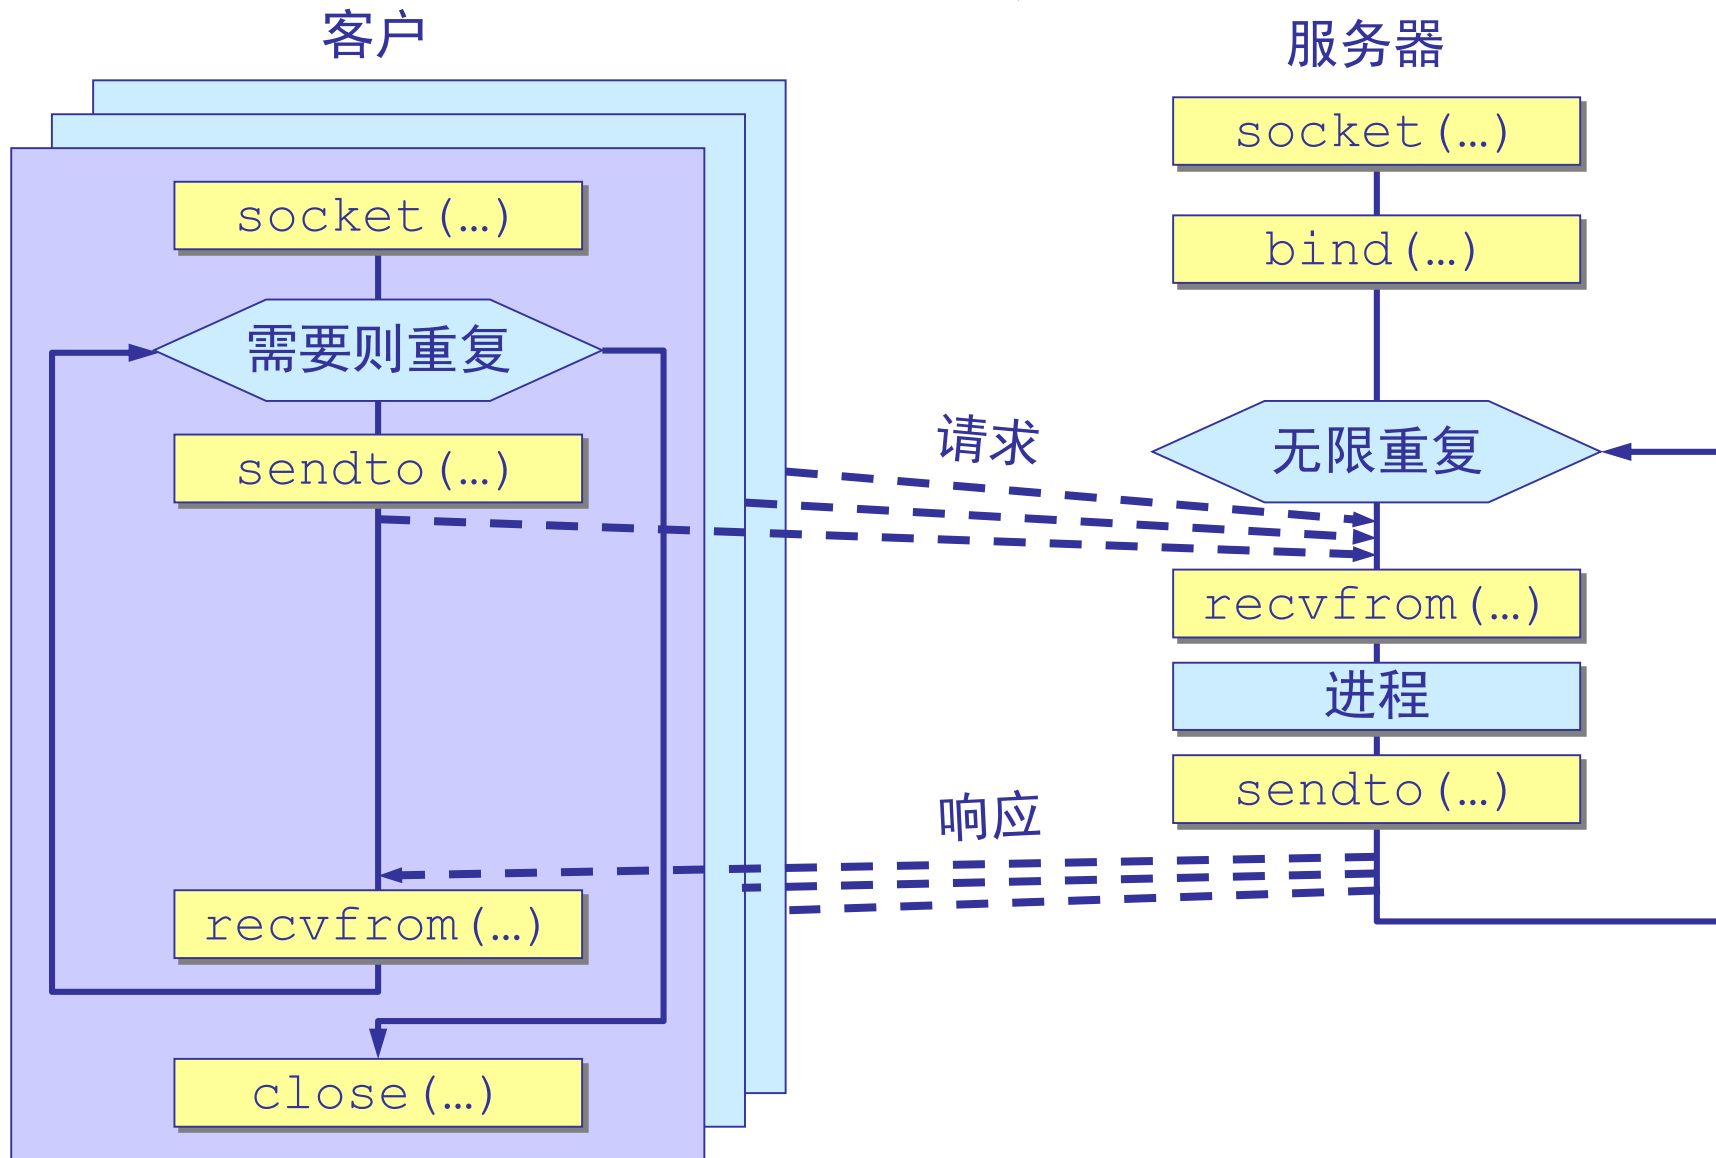 客户
socket(…)
需要则重复
sendto(…)
recvfrom(…)
close(…)
请求
响应
服务器
socket(…)
bind(…)
无限重复
recvfrom(…)
进程
sendto(…)